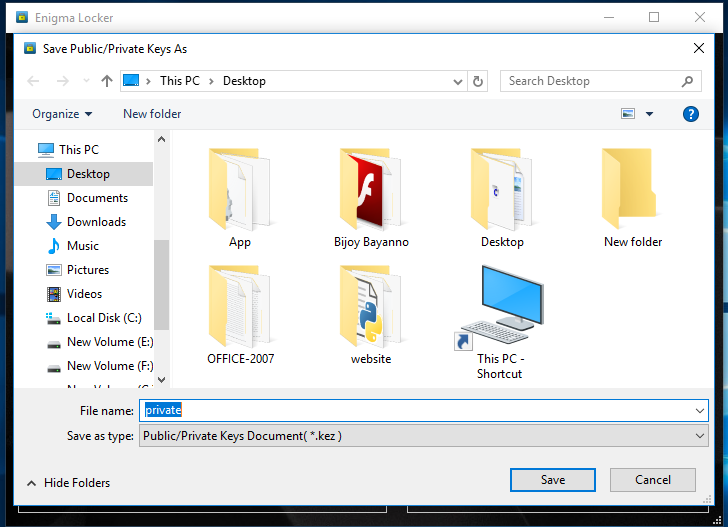 Enigma Locker
Save Public/Private Keys As
This PC
Desktop
Search Desktop
Organize
New folder
?
This PC
Desktop
Documents
Downloads
Music
Pictures
Videos
Local Disk (C:)
New Volume (E:)
New Volume (F:)
App
Bijoy Bayanno
Desktop
New folder
OFFICE-2007
website
This PC -
Shortcut
File name:
private
Save as type:
Public/Private Keys Document( *.kez )
Hide Folders
Save
Cancel